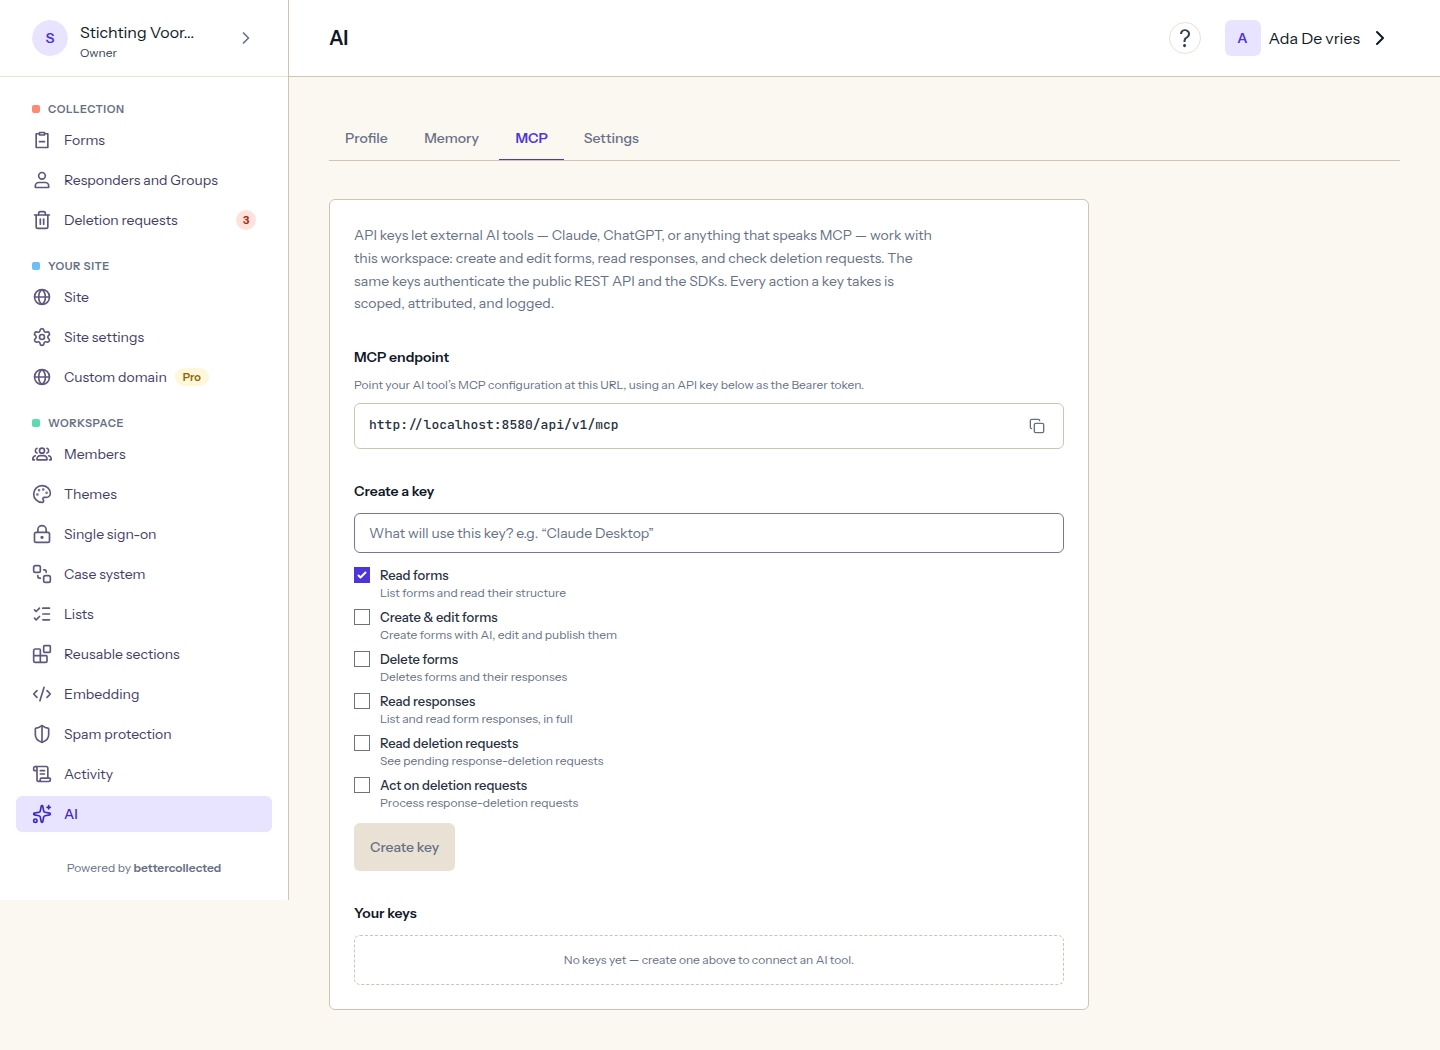 S
Stichting Voor...
Owner
AI
?
A
Ada De vries
COLLECTION
Forms
Responders and Groups
Deletion requests
3
YOUR SITE
Site
Site settings
Custom domain
Pro
WORKSPACE
Members
Themes
Single sign-on
Case system
Lists
Reusable sections
Embedding
Spam protection
Activity
AI
Powered by bettercollected
Profile
Memory
MCP
Settings
API keys let external AI tools — Claude, ChatGPT, or anything that speaks MCP — work with
this workspace: create and edit forms, read responses, and check deletion requests. The
same keys authenticate the public REST API and the SDKs. Every action a key takes is
scoped, attributed, and logged.
MCP endpoint
Point your AI tool’s MCP configuration at this URL, using an API key below as the Bearer token.
http://localhost:8580/api/v1/mcp
Create a key
What will use this key? e.g. “Claude Desktop”
Read forms
List forms and read their structure
Create & edit forms
Create forms with AI, edit and publish them
Delete forms
Deletes forms and their responses
Read responses
List and read form responses, in full
Read deletion requests
See pending response-deletion requests
Act on deletion requests
Process response-deletion requests
Create key
Your keys
No keys yet — create one above to connect an AI tool.